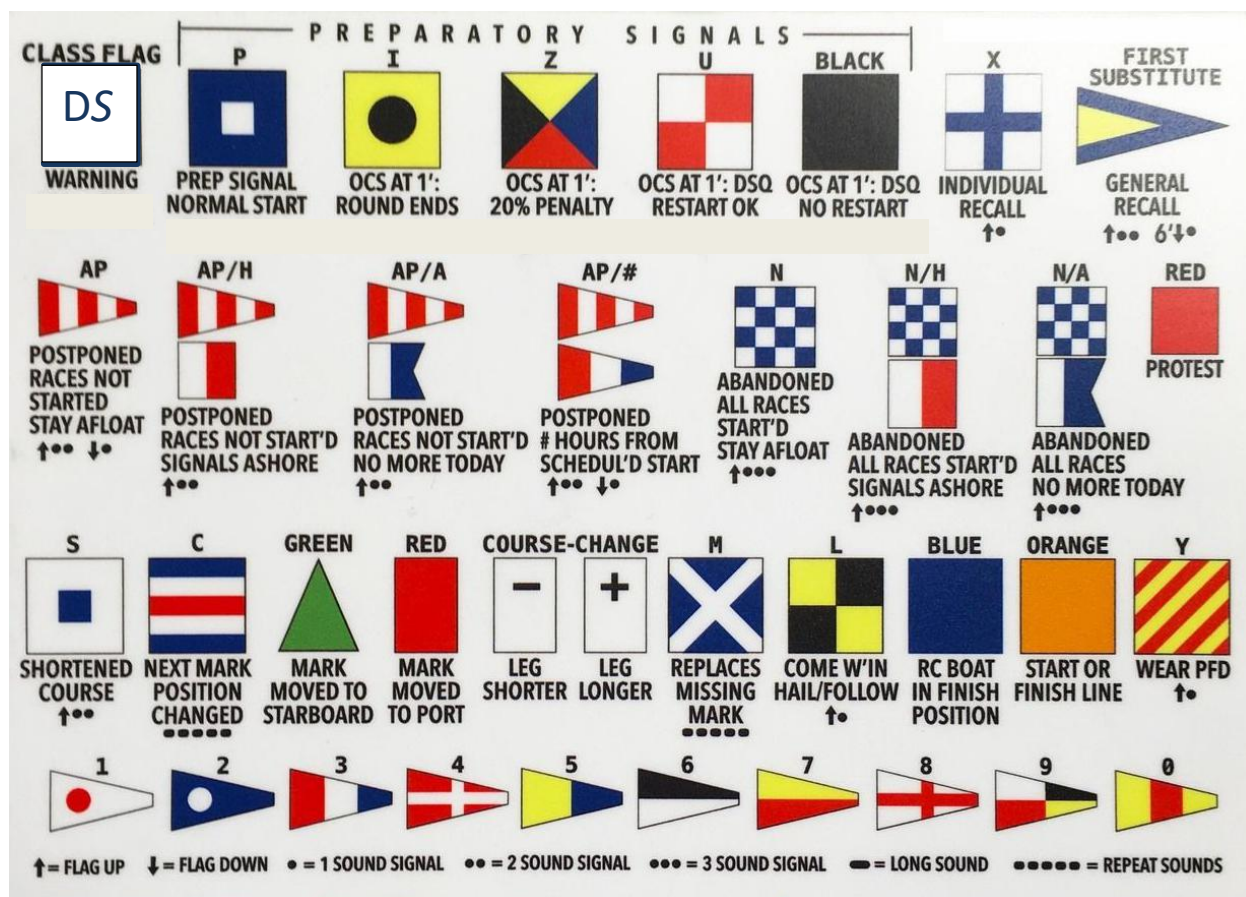 PREPARATORY SIGNALS
CLASS FLAG
P
I
Z
U
BLACK
X
FIRST
SUBSTITUTE
DS
WARNING
PREP SIGNAL
NORMAL START
OCS AT 1':
ROUND ENDS
OCS AT 1':
20% PENALTY
OCS AT 1': DSQ
RESTART OK
OCS AT 1': DSQ
NO RESTART
INDIVIDUAL
RECALL
↑•
GENERAL
RECALL
↑•• 6'↓•
AP
POSTPONED
RACES NOT
STARTED
STAY AFLOAT
↑•• ↓•
AP/H
POSTPONED
RACES NOT START'D
SIGNALS ASHORE
↑••
AP/A
POSTPONED
RACES NOT START'D
NO MORE TODAY
↑••
AP/#
POSTPONED
# HOURS FROM
SCHEDUL'D START
↑•• ↓•
N
ABANDONED
ALL RACES
START'D
STAY AFLOAT
↑•••
N/H
ABANDONED
ALL RACES START'D
SIGNALS ASHORE
↑•••
N/A
ABANDONED
ALL RACES
NO MORE TODAY
↑•••
RED
PROTEST
S
SHORTENED
COURSE
↑••
C
NEXT MARK
POSITION
CHANGED
GREEN
MARK
MOVED TO
STARBOARD
RED
MARK
MOVED
TO PORT
COURSE-CHANGE
−
LEG
SHORTER
+
LEG
LONGER
M
REPLACES
MISSING
MARK
L
COME W'IN
HAIL/FOLLOW
↑•
BLUE
RC BOAT
IN FINISH
POSITION
ORANGE
START OR
FINISH LINE
Y
WEAR PFD
↑•
1 2 3 4 5 6 7 8 9 0
↑= FLAG UP ↓= FLAG DOWN • = 1 SOUND SIGNAL •• = 2 SOUND SIGNAL ••• = 3 SOUND SIGNAL ▬ = LONG SOUND ••••• = REPEAT SOUNDS